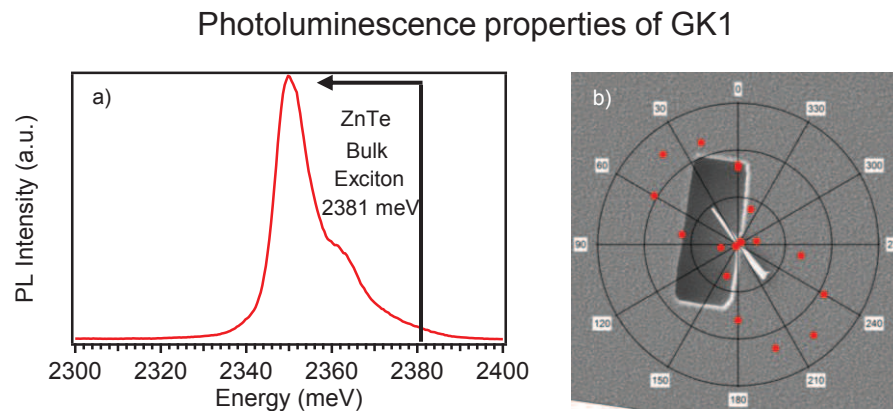 Photoluminescence properties of GK1
a)
ZnTe
Bulk
Exciton
2381 meV
PL Intensity (a.u.)
2300 2320 2340 2360 2380 2400
Energy (meV)
b)
0
30
330
60
300
90
2
120
240
150
210
180